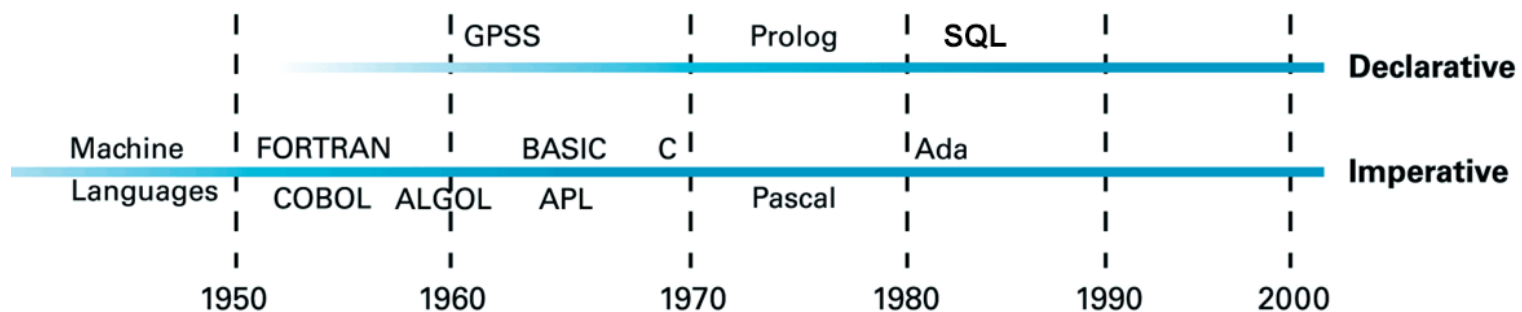 GPSS Prolog SQL
Declarative
Machine FORTRAN BASIC C Ada
Imperative
Languages COBOL ALGOL APL Pascal
1950 1960 1970 1980 1990 2000